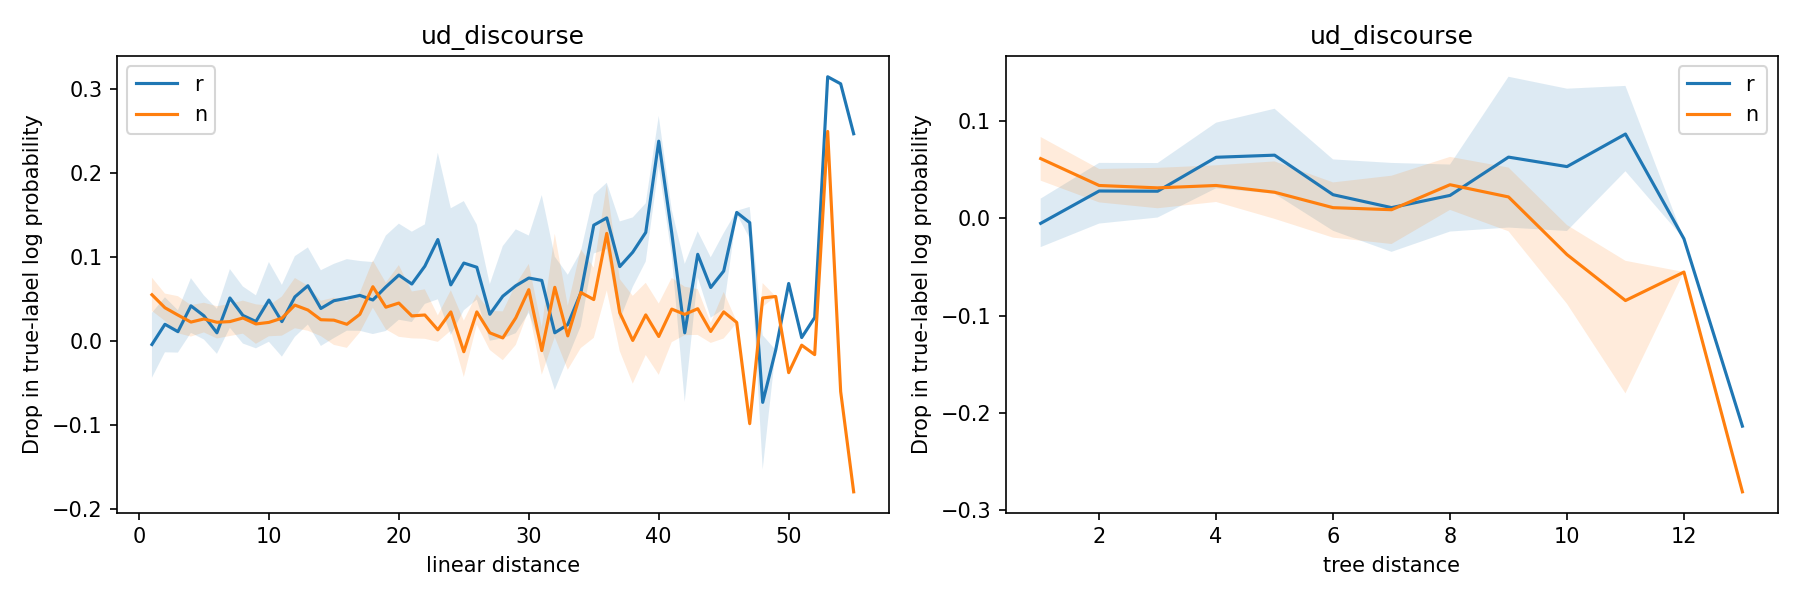 ud_discourse
r
n
Drop in true-label log probability
0.3
0.2
0.1
0.0
−0.1
−0.2
0
10
20
30
40
50
linear distance
ud_discourse
r
n
Drop in true-label log probability
0.1
0.0
−0.1
−0.2
−0.3
2
4
6
8
10
12
tree distance